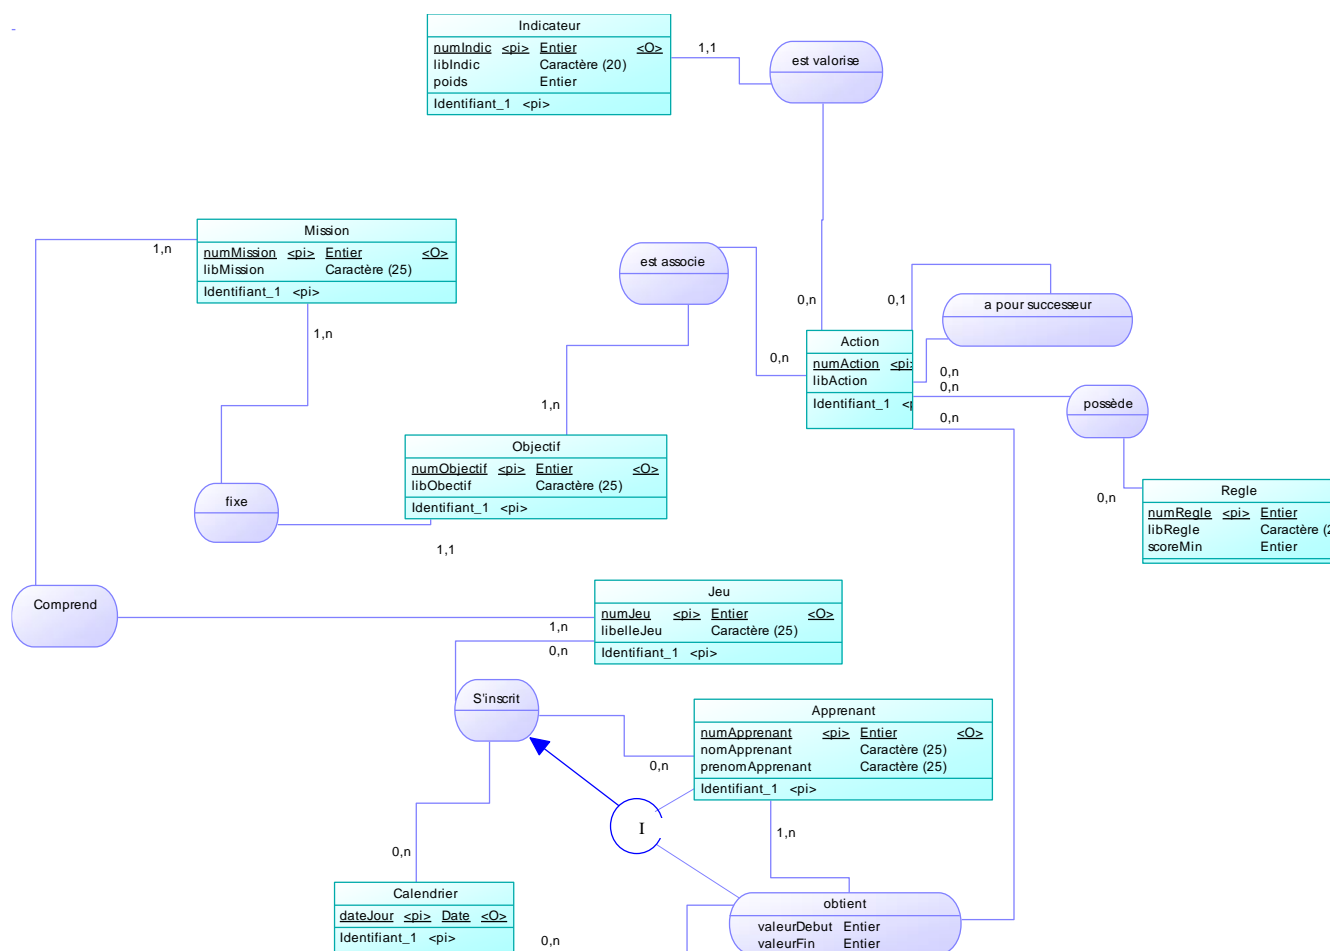 Indicateur
numIndic <pi> Entier <O>
libIndic Caractère (20)
poids Entier
Identifiant_1 <pi>
1,1
est valorise
Mission
numMission <pi> Entier <O>
libMission Caractère (25)
Identifiant_1 <pi>
1,n
1,n
est associe
0,n
0,1
a pour successeur
Action
numAction <pi>
libAction
Identifiant_1
0,n
0,n
0,n
0,n
possède
1,n
Objectif
numObjectif <pi> Entier <O>
libObectif Caractère (25)
Identifiant_1 <pi>
fixe
1,1
0,n
Regle
numRegle <pi> Entier
libRegle Caractère (2
scoreMin Entier
Comprend
Jeu
numJeu <pi> Entier <O>
libelleJeu Caractère (25)
Identifiant_1 <pi>
1,n
0,n
S'inscrit
Apprenant
numApprenant <pi> Entier <O>
nomApprenant Caractère (25)
prenomApprenant Caractère (25)
Identifiant_1 <pi>
0,n
I
1,n
0,n
Calendrier
dateJour <pi> Date <O>
Identifiant_1 <pi>
0,n
obtient
valeurDebut Entier
valeurFin Entier